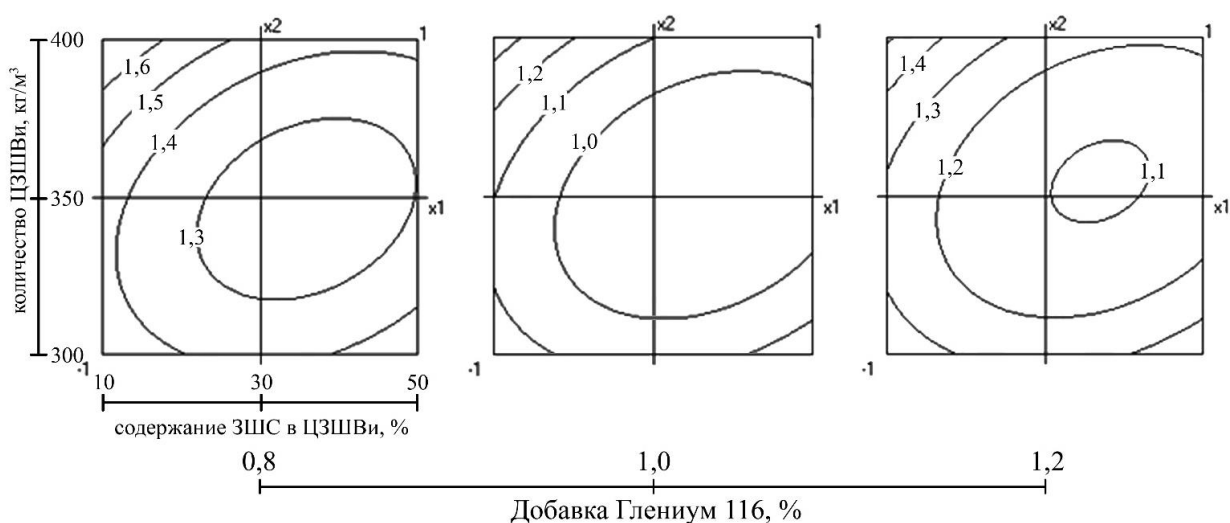 количество ЦЗШВи, кг/м³
400
350
300
x2
1
1,6
1,5
1,4
1,3
x1
-1
10
30
50
содержание ЗШС в ЦЗШВи, %
x2
1
1,2
1,1
1,0
x1
-1
x2
1
1,4
1,3
1,2
1,1
x1
-1
0,8
1,0
1,2
Добавка Глениум 116, %